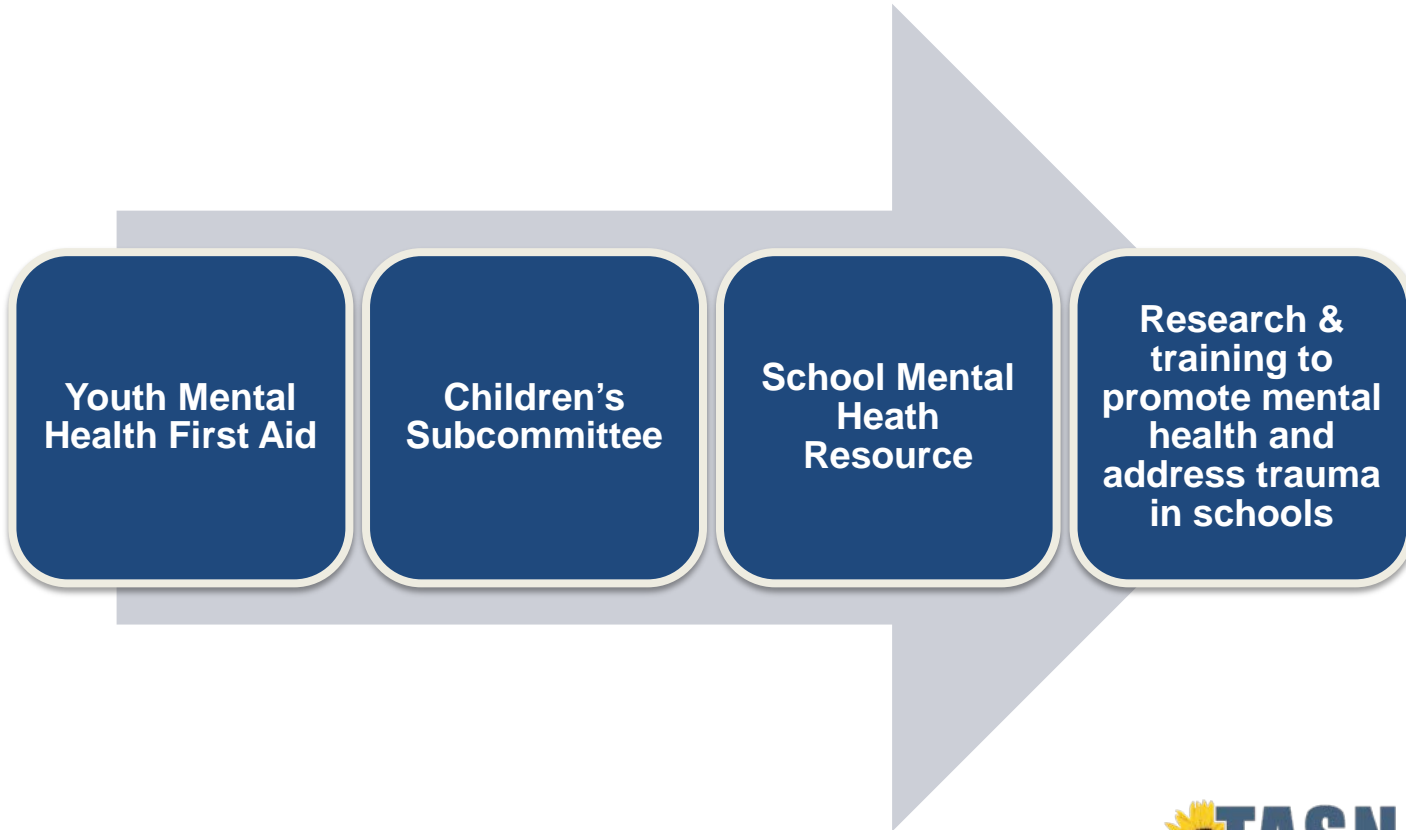 Youth Mental
Health First Aid
Children’s
Subcommittee
School Mental
Heath
Resource
Research &
training to
promote mental
health and
address trauma
in schools
TASN